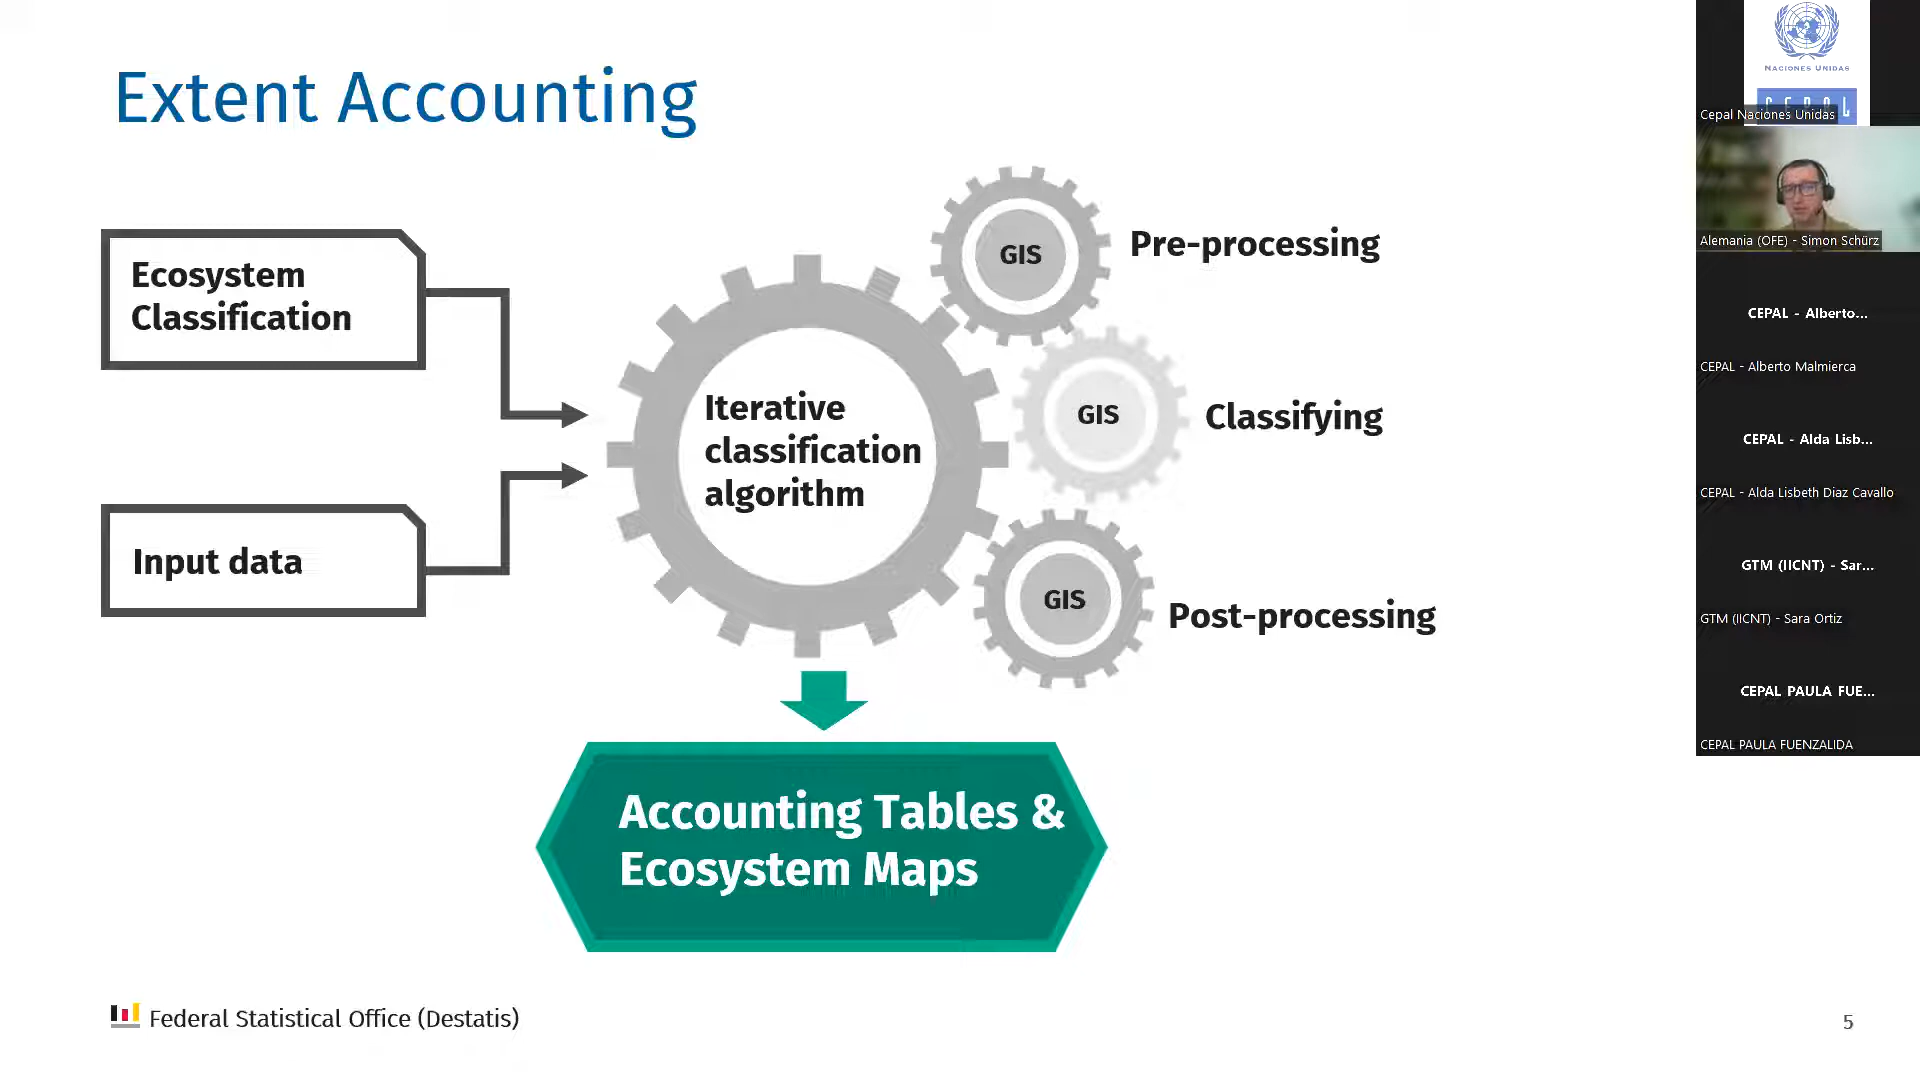 Extent Accounting
Ecosystem
Classification
Input data
Iterative
classification
algorithm
GIS
Pre-processing
GIS
Classifying
GIS
Post-processing
Accounting Tables &
Ecosystem Maps
Federal Statistical Office (Destatis)
5
NACIONES UNIDAS
CEPAL
Cepal Naciones Unidas
Alemania (OFE) - Simon Schürz
CEPAL - Alberto...
CEPAL - Alberto Malmierca
CEPAL - Alda Lisb...
CEPAL - Alda Lisbeth Diaz Cavallo
GTM (IICNT) - Sar...
GTM (IICNT) - Sara Ortiz
CEPAL PAULA FUE...
CEPAL PAULA FUENZALIDA